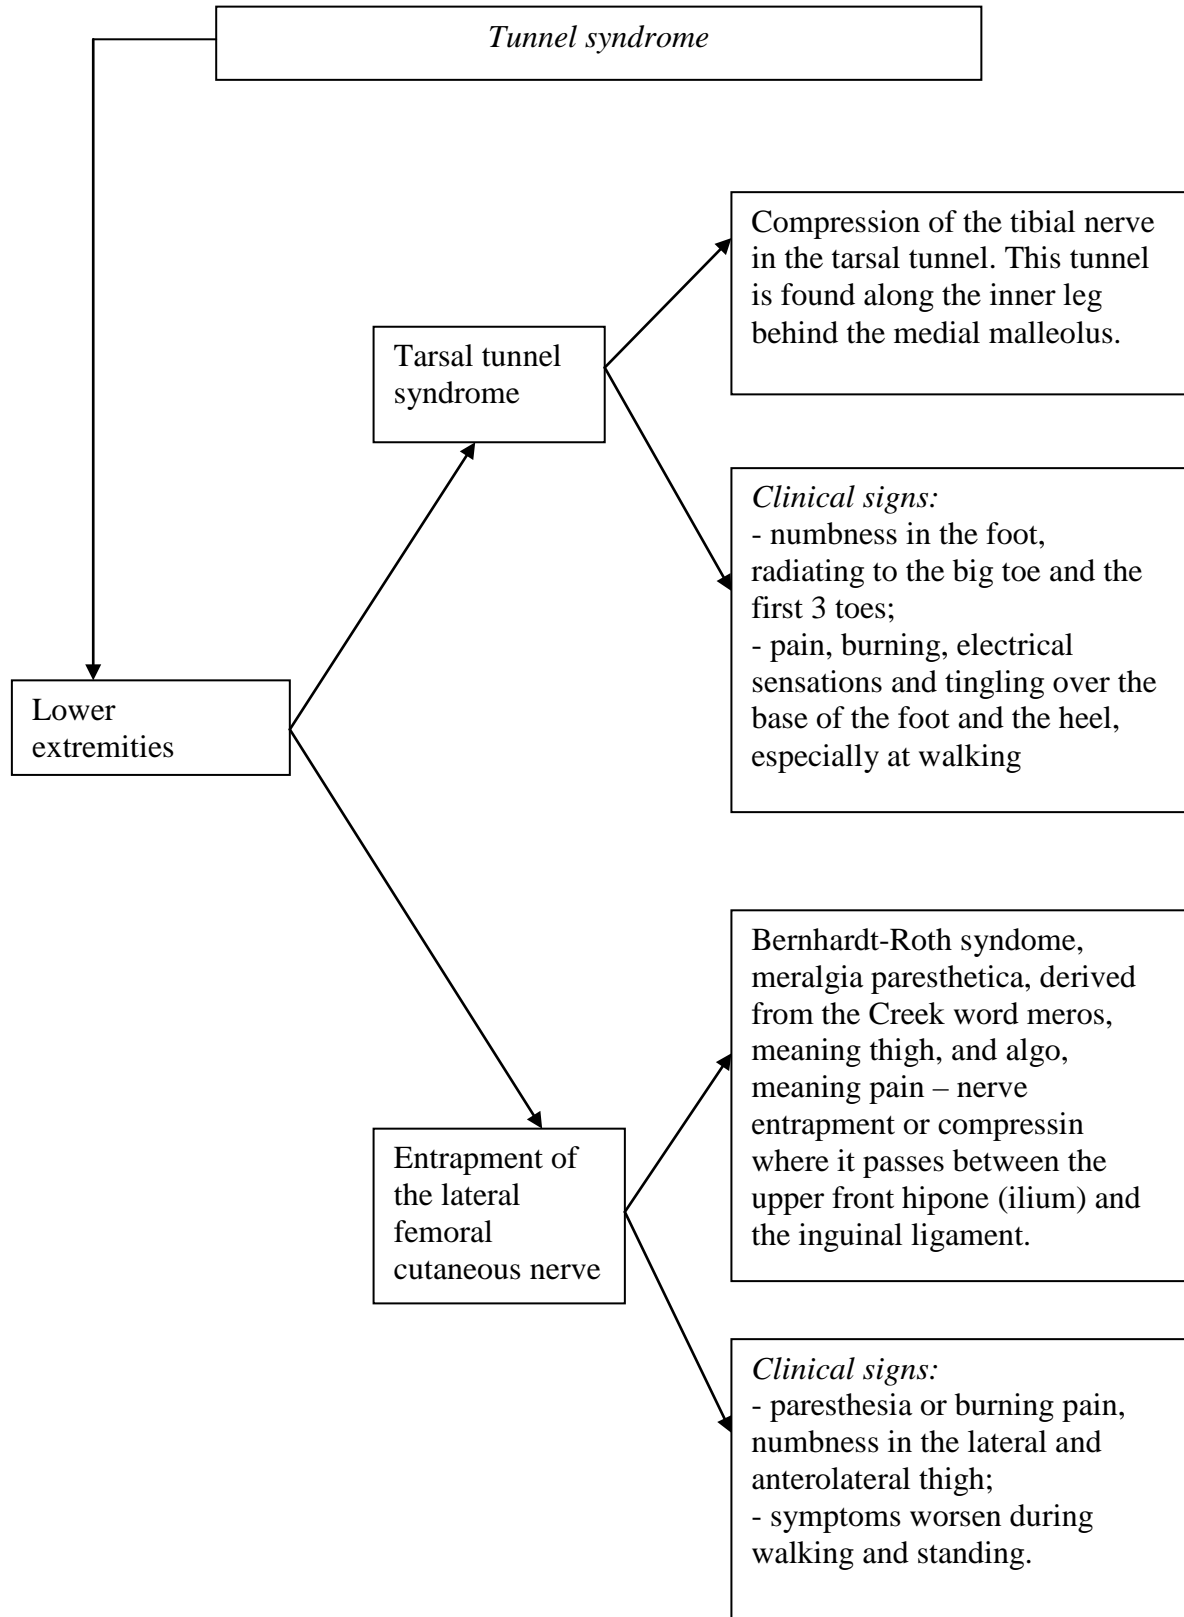 Tunnel syndrome
Compression of the tibial nerve
in the tarsal tunnel. This tunnel
is found along the inner leg
behind the medial malleolus.
Tarsal tunnel
syndrome
Clinical signs:
- numbness in the foot,
radiating to the big toe and the
first 3 toes;
- pain, burning, electrical
sensations and tingling over the
base of the foot and the heel,
especially at walking
Lower
extremities
Bernhardt-Roth syndome,
meralgia paresthetica, derived
from the Creek word meros,
meaning thigh, and algo,
meaning pain – nerve
entrapment or compressin
where it passes between the
upper front hipone (ilium) and
the inguinal ligament.
Entrapment of
the lateral
femoral
cutaneous nerve
Clinical signs:
- paresthesia or burning pain,
numbness in the lateral and
anterolateral thigh;
- symptoms worsen during
walking and standing.